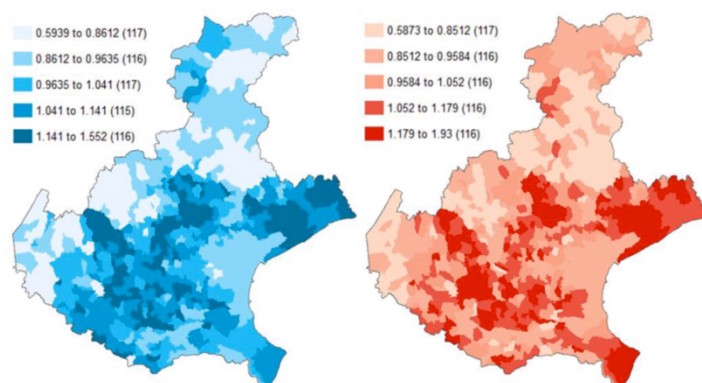 0.5939 to 0.8612 (117)
0.8612 to 0.9635 (116)
0.9635 to 1.041 (117)
1.041 to 1.141 (115)
1.141 to 1.552 (116)
0.5873 to 0.8512 (116)
0.8512 to 0.9584 (116)
0.9584 to 1.052 (116)
1.052 to 1.179 (116)
1.179 to 1.93 (116)